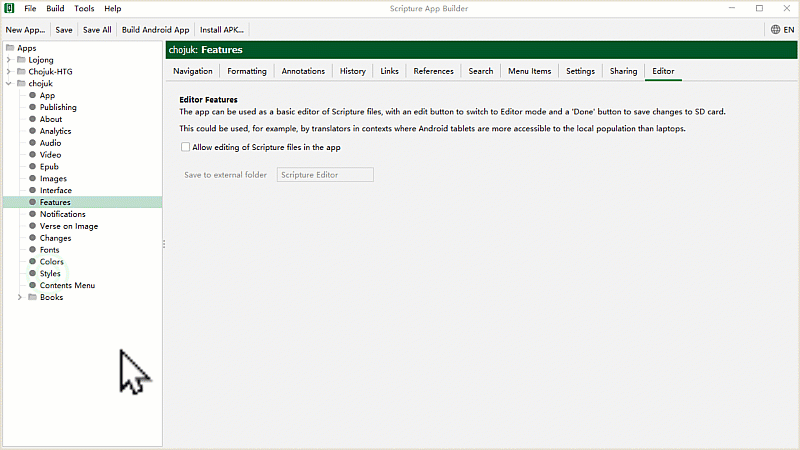 File Build Tools Help Scripture App Builder
New App... Save Save All Build Android App Install APK... EN
Apps
Lojong
Chojuk-HTG
chojuk
App
Publishing
About
Analytics
Audio
Video
Epub
Images
Interface
Features
Notifications
Verse on Image
Changes
Fonts
Colors
Styles
Contents Menu
Books
chojuk: Features
Navigation Formatting Annotations History Links References Search Menu Items Settings Sharing Editor
Editor Features
The app can be used as a basic editor of Scripture files, with an edit button to switch to Editor mode and a 'Done' button to save changes to SD card.
This could be used, for example, by translators in contexts where Android tablets are more accessible to the local population than laptops.
Allow editing of Scripture files in the app
Save to external folder Scripture Editor